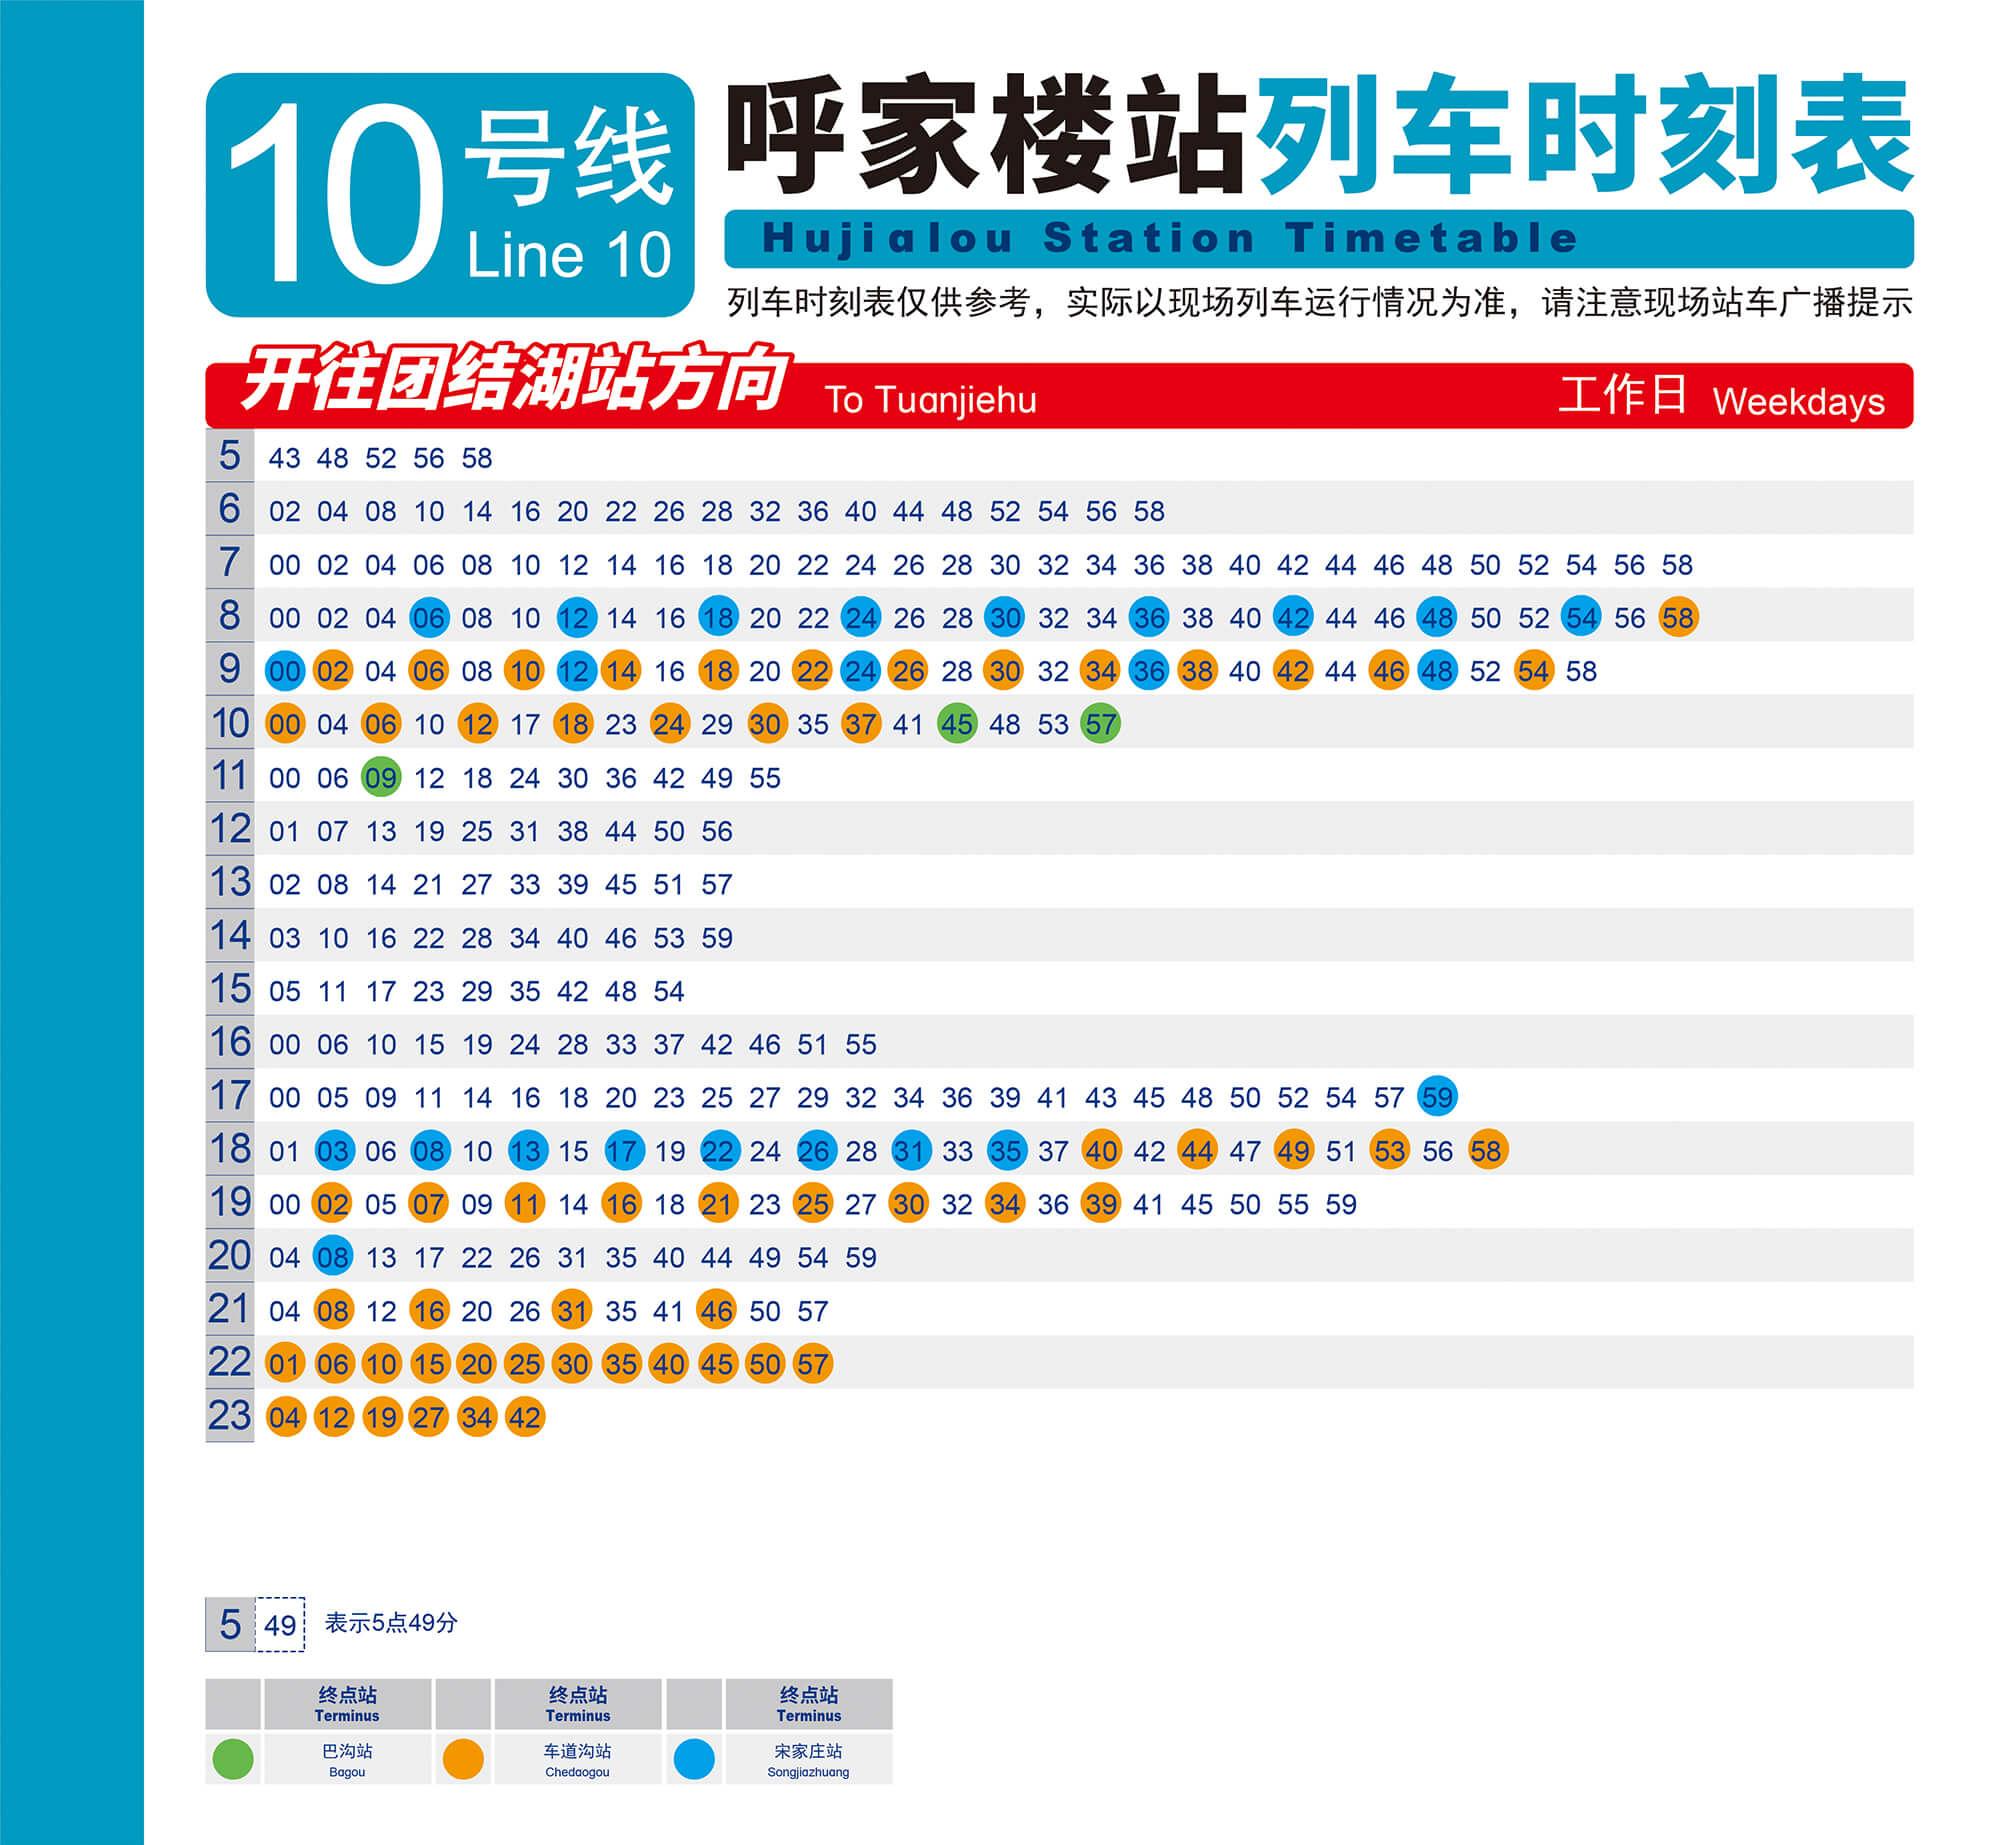 10号线
Line 10
呼家楼站列车时刻表
Hujialou Station Timetable
列车时刻表仅供参考，实际以现场列车运行情况为准，请注意现场站车广播提示
开往团结湖站方向 To Tuanjiehu 工作日 Weekdays
5 43 48 52 56 58
6 02 04 08 10 14 16 20 22 26 28 32 36 40 44 48 52 54 56 58
7 00 02 04 06 08 10 12 14 16 18 20 22 24 26 28 30 32 34 36 38 40 42 44 46 48 50 52 54 56 58
8 00 02 04 06 08 10 12 14 16 18 20 22 24 26 28 30 32 34 36 38 40 42 44 46 48 50 52 54 56 58
9 00 02 04 06 08 10 12 14 16 18 20 22 24 26 28 30 32 34 36 38 40 42 44 46 48 52 54 58
10 00 04 06 10 12 17 18 23 24 29 30 35 37 41 45 48 53 57
11 00 06 09 12 18 24 30 36 42 49 55
12 01 07 13 19 25 31 38 44 50 56
13 02 08 14 21 27 33 39 45 51 57
14 03 10 16 22 28 34 40 46 53 59
15 05 11 17 23 29 35 42 48 54
16 00 06 10 15 19 24 28 33 37 42 46 51 55
17 00 05 09 11 14 16 18 20 23 25 27 29 32 34 36 39 41 43 45 48 50 52 54 57 59
18 01 03 06 08 10 13 15 17 19 22 24 26 28 31 33 35 37 40 42 44 47 49 51 53 56 58
19 00 02 05 07 09 11 14 16 18 21 23 25 27 30 32 34 36 39 41 45 50 55 59
20 04 08 13 17 22 26 31 35 40 44 49 54 59
21 04 08 12 16 20 26 31 35 41 46 50 57
22 01 06 10 15 20 25 30 35 40 45 50 57
23 04 12 19 27 34 42
5 49 表示5点49分
终点站 终点站 终点站
Terminus Terminus Terminus
巴沟站 车道沟站 宋家庄站
Bagou Chedaogou Songjiazhuang